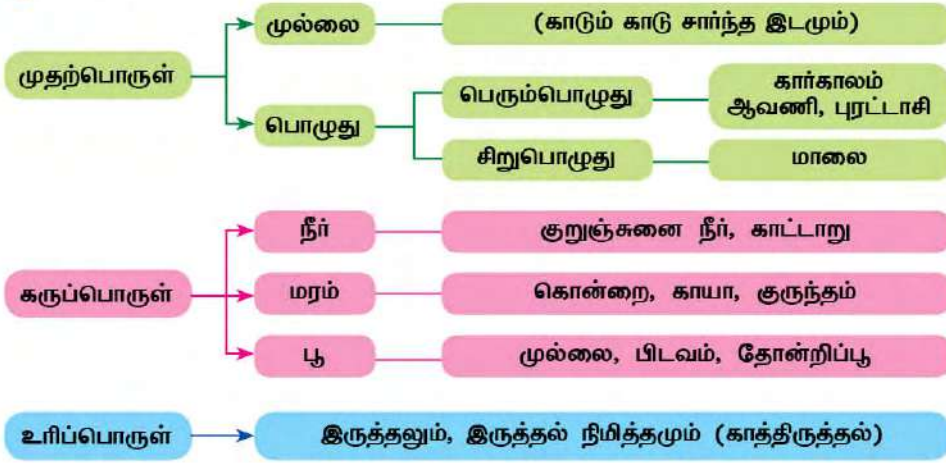 முதற்பொருள்
முல்லை
(காடும் காடு சார்ந்த இடமும்)
பொழுது
பெரும்பொழுது
கார்காலம்
ஆவணி, புரட்டாசி
சிறுபொழுது
மாலை
கருப்பொருள்
நீர்
குறுஞ்சுனை நீர், காட்டாறு
மரம்
கொன்றை, காயா, குருந்தம்
பூ
முல்லை, பிடவம், தோன்றிப்பூ
உரிப்பொருள்
இருத்தலும், இருத்தல் நிமித்தமும் (காத்திருத்தல்)